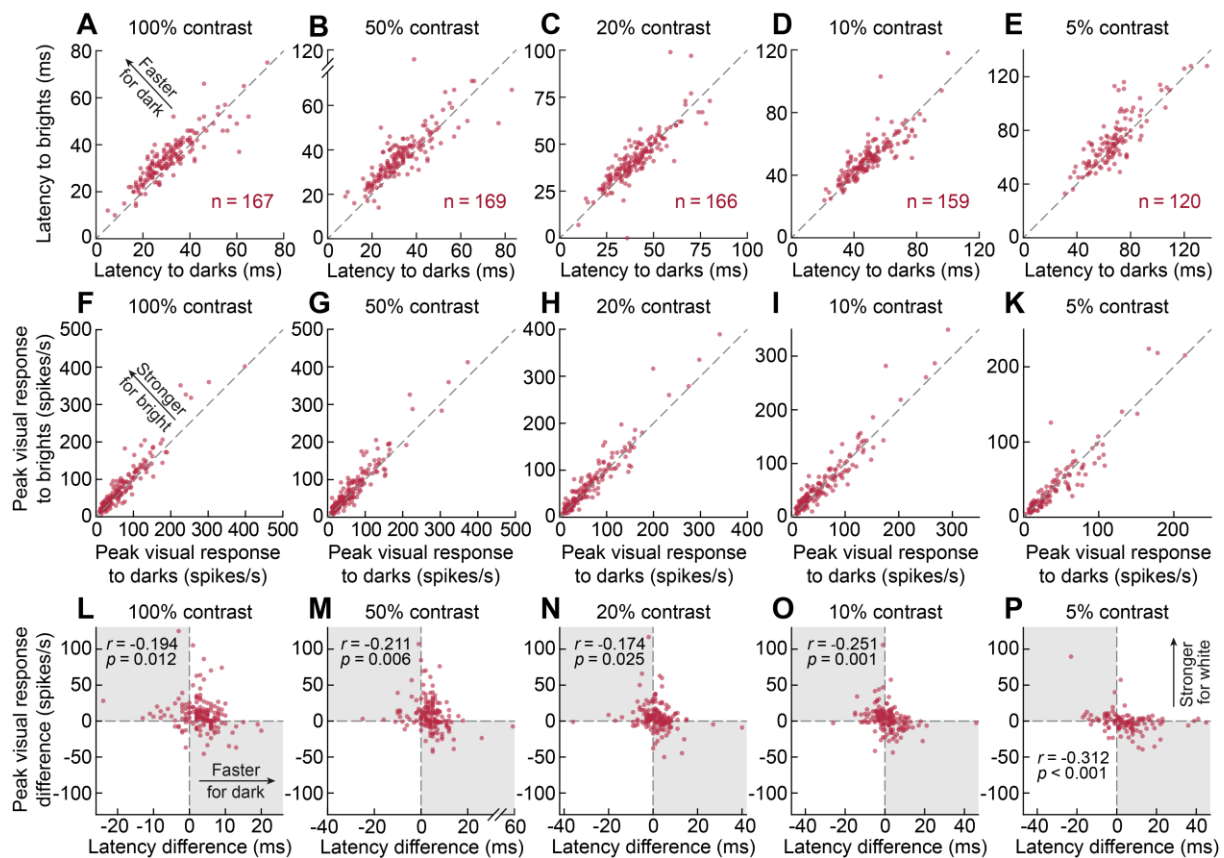 A 100% contrast
B 50% contrast
C 20% contrast
D 10% contrast
E 5% contrast
Latency to brights (ms)
80
60
40
20
0
Faster
for dark
n = 167
0 20 40 60 80
Latency to darks (ms)
120
80
60
40
20
0
n = 169
0 20 40 60 80
Latency to darks (ms)
100
75
50
25
0
n = 166
0 25 50 75 100
Latency to darks (ms)
120
80
40
0
n = 159
0 40 80 120
Latency to darks (ms)
120
80
40
0
n = 120
0 40 80 120
Latency to darks (ms)
F 100% contrast
G 50% contrast
H 20% contrast
I 10% contrast
K 5% contrast
Peak visual response
to brights (spikes/s)
500
400
300
200
100
0
Stronger
for bright
0 100 200 300 400 500
Peak visual response
to darks (spikes/s)
500
400
300
200
100
0
0 100 200 300 400 500
Peak visual response
to darks (spikes/s)
400
300
200
100
0
0 100 200 300 400
Peak visual response
to darks (spikes/s)
300
200
100
0
0 100 200 300
Peak visual response
to darks (spikes/s)
200
100
0
0 100 200
Peak visual response
to darks (spikes/s)
L 100% contrast
M 50% contrast
N 20% contrast
O 10% contrast
P 5% contrast
Peak visual response
difference (spikes/s)
100
50
0
-50
-100
r = -0.194
p = 0.012
Faster
for dark
-20 -10 0 10 20
Latency difference (ms)
100
50
0
-50
-100
r = -0.211
p = 0.006
-40 -20 0 20 60
Latency difference (ms)
100
50
0
-50
-100
r = -0.174
p = 0.025
-40 -20 0 20 40
Latency difference (ms)
100
50
0
-50
-100
r = -0.251
p = 0.001
-40 -20 0 20 40
Latency difference (ms)
100
50
0
-50
-100
Stronger
for white
r = -0.312
p < 0.001
-40 -20 0 20 40
Latency difference (ms)